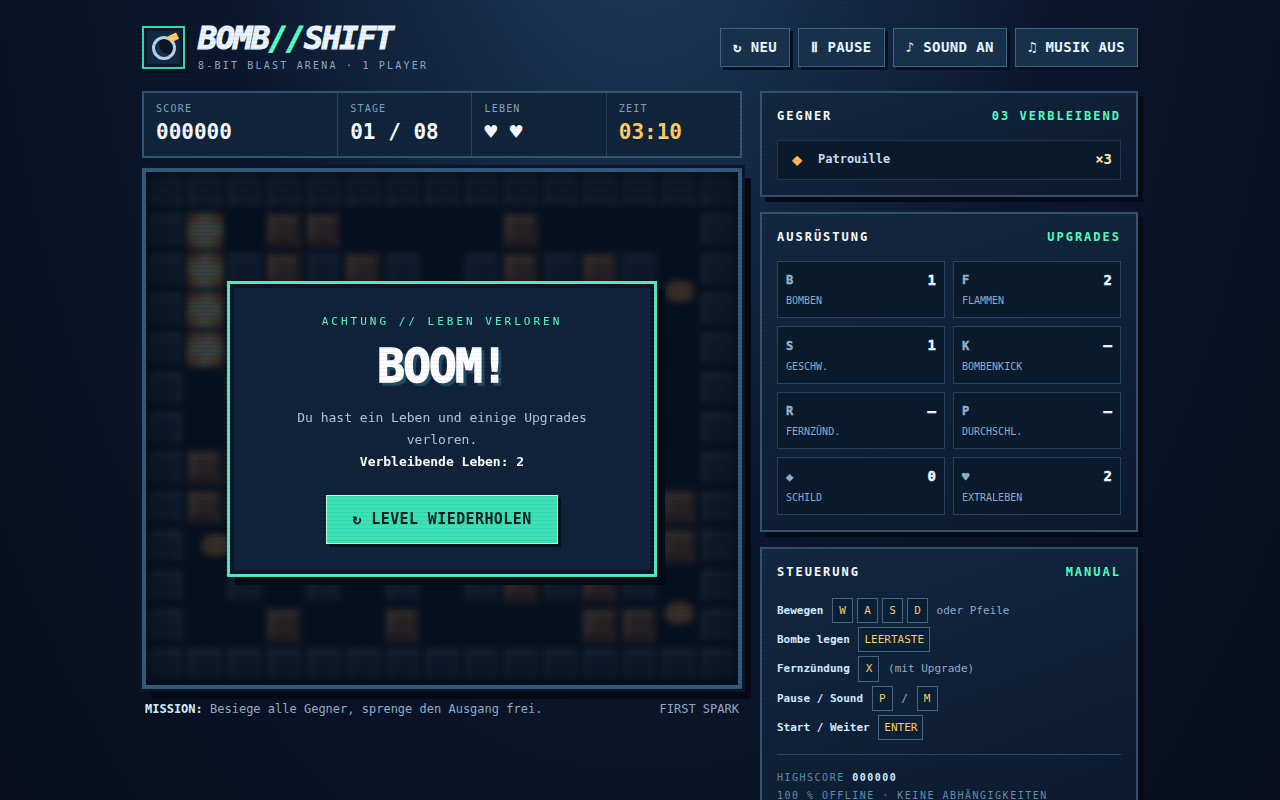 BOMB//SHIFT
8-BIT BLAST ARENA · 1 PLAYER
↻ NEU
Ⅱ PAUSE
♪ SOUND AN
♫ MUSIK AUS
SCORE
000000
STAGE
01 / 08
LEBEN
♥ ♥
ZEIT
03:10
ACHTUNG // LEBEN VERLOREN
BOOM!
Du hast ein Leben und einige Upgrades
verloren.
Verbleibende Leben: 2
↻ LEVEL WIEDERHOLEN
MISSION: Besiege alle Gegner, sprenge den Ausgang frei.
FIRST SPARK
GEGNER
03 VERBLEIBEND
◆ Patrouille ×3
AUSRÜSTUNG
UPGRADES
B 1
BOMBEN
F 2
FLAMMEN
S 1
GESCHW.
K –
BOMBENKICK
R –
FERNZÜND.
P –
DURCHSCHL.
◆ 0
SCHILD
♥ 2
EXTRALEBEN
STEUERUNG
MANUAL
Bewegen W A S D oder Pfeile
Bombe legen LEERTASTE
Fernzündung X (mit Upgrade)
Pause / Sound P / M
Start / Weiter ENTER
HIGHSCORE 000000
100 % OFFLINE · KEINE ABHÄNGIGKEITEN